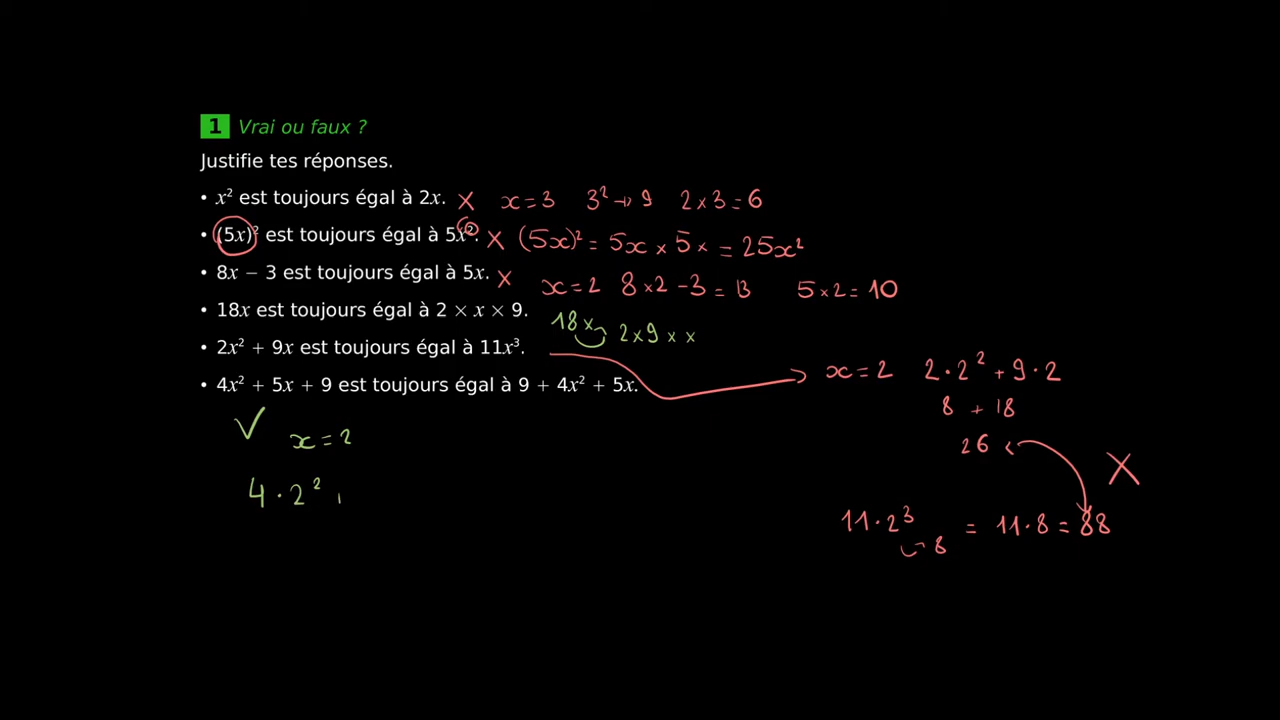 1 Vrai ou faux ?
Justifie tes réponses.
• x² est toujours égal à 2x. X x = 3 3² → 9 2 × 3 = 6
• (5x)² est toujours égal à 5x². X (5x)² = 5x × 5x = 25x²
• 8x − 3 est toujours égal à 5x. X x = 2 8 × 2 - 3 = 13 5 × 2 = 10
• 18x est toujours égal à 2 × x × 9. 18x 2 × 9 × x
• 2x² + 9x est toujours égal à 11x³. → x = 2 2 · 2² + 9 · 2
• 4x² + 5x + 9 est toujours égal à 9 + 4x² + 5x.
8 + 18
✓ x = 2
26
X
4 · 2²
11 · 2³ = 11 · 8 = 88
8